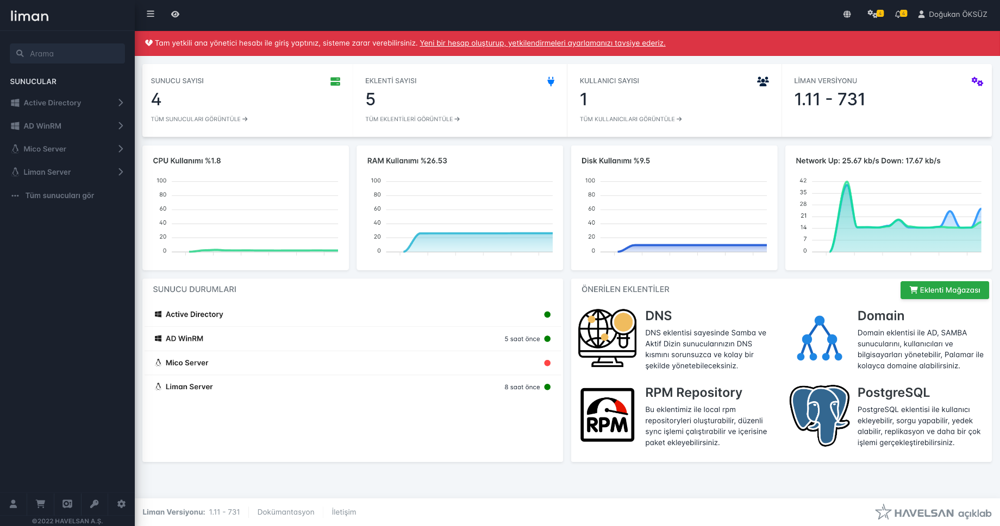 liman
4
4
Doğukan ÖKSÜZ
Arama
SUNUCULAR
Active Directory
AD WinRM
Mico Server
Liman Server
Tüm sunucuları gör
©2022 HAVELSAN A.Ş.
Tam yetkili ana yönetici hesabı ile giriş yaptınız, sisteme zarar verebilirsiniz. Yeni bir hesap oluşturup, yetkilendirmeleri ayarlamanızı tavsiye ederiz.
SUNUCU SAYISI
4
TÜM SUNUCULARI GÖRÜNTÜLE
EKLENTİ SAYISI
5
TÜM EKLENTİLERİ GÖRÜNTÜLE
KULLANICI SAYISI
1
TÜM KULLANICILARI GÖRÜNTÜLE
LİMAN VERSİYONU
1.11 - 731
CPU Kullanımı %1.8
100
80
60
40
20
0
RAM Kullanımı %26.53
100
80
60
40
20
0
Disk Kullanımı %9.5
100
80
60
40
20
0
Network Up: 25.67 kb/s Down: 17.67 kb/s
42
35
28
21
14
7
0
SUNUCU DURUMLARI
Active Directory
AD WinRM
5 saat önce
Mico Server
Liman Server
8 saat önce
ÖNERİLEN EKLENTİLER
Eklenti Mağazası
DNS
DNS eklentisi sayesinde Samba ve
Aktif Dizin sunucularınızın DNS
kısmını sorunsuzca ve kolay bir
şekilde yönetebileceksiniz.
Domain
Domain eklentisi ile AD, SAMBA
sunucularını, kullanıcıları ve
bilgisayarları yönetebilir, Palamar ile
kolayca domaine alabilirsiniz.
RPM
RPM Repository
Bu eklentimiz ile local rpm
repositoryleri oluşturabilir, düzenli
sync işlemi çalıştırabilir ve içerisine
paket ekleyebilirsiniz.
PostgreSQL
PostgreSQL eklentisi ile kullanıcı
ekleyebilir, sorgu yapabilir, yedek
alabilir, replikasyon ve daha bir çok
işlemi gerçekleştirebilirsiniz.
Liman Versiyonu: 1.11 - 731
Dokümantasyon
İletişim
HAVELSAN açıklab